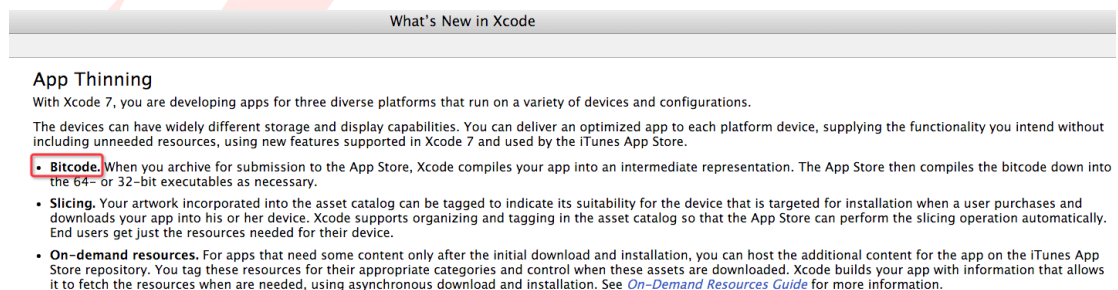 What's New in Xcode
App Thinning
With Xcode 7, you are developing apps for three diverse platforms that run on a variety of devices and configurations.
The devices can have widely different storage and display capabilities. You can deliver an optimized app to each platform device, supplying the functionality you intend without
including unneeded resources, using new features supported in Xcode 7 and used by the iTunes App Store.
• Bitcode. When you archive for submission to the App Store, Xcode compiles your app into an intermediate representation. The App Store then compiles the bitcode down into
the 64- or 32-bit executables as necessary.
• Slicing. Your artwork incorporated into the asset catalog can be tagged to indicate its suitability for the device that is targeted for installation when a user purchases and
downloads your app into his or her device. Xcode supports organizing and tagging in the asset catalog so that the App Store can perform the slicing operation automatically.
End users get just the resources needed for their device.
• On-demand resources. For apps that need some content only after the initial download and installation, you can host the additional content for the app on the iTunes App
Store repository. You tag these resources for their appropriate categories and control when these assets are downloaded. Xcode builds your app with information that allows
it to fetch the resources when are needed, using asynchronous download and installation. See On-Demand Resources Guide for more information.